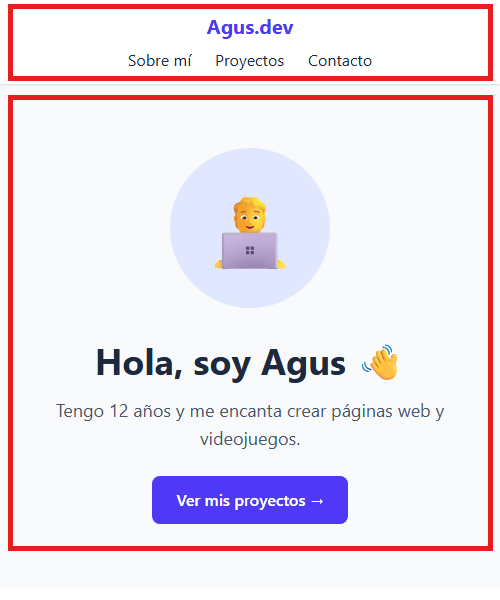 Agus.dev
Sobre mí Proyectos Contacto
Hola, soy Agus 👋
Tengo 12 años y me encanta crear páginas web y
videojuegos.
Ver mis proyectos →